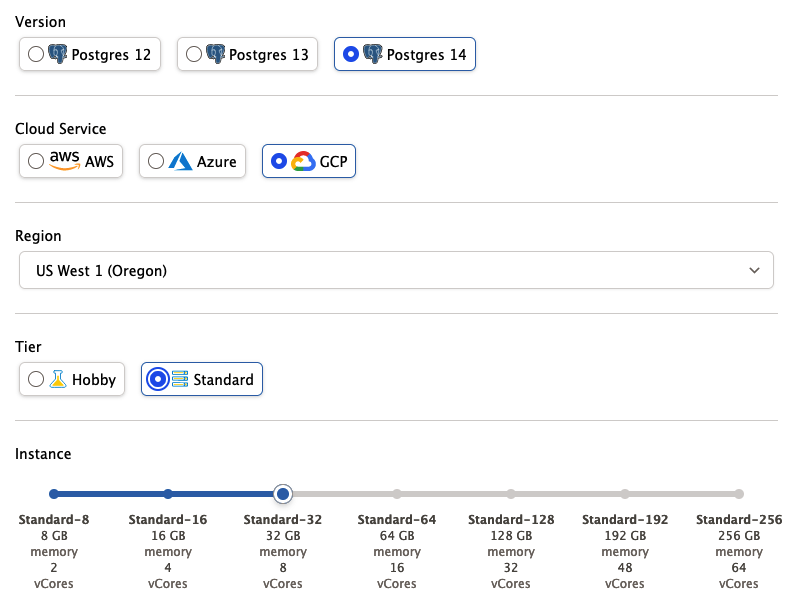 Version
Postgres 12 Postgres 13 Postgres 14
Cloud Service
aws AWS Azure GCP
Region
US West 1 (Oregon)
Tier
Hobby Standard
Instance
Standard-8 Standard-16 Standard-32 Standard-64 Standard-128 Standard-192 Standard-256
8 GB 16 GB 32 GB 64 GB 128 GB 192 GB 256 GB
memory memory memory memory memory memory memory
2 4 8 16 32 48 64
vCores vCores vCores vCores vCores vCores vCores